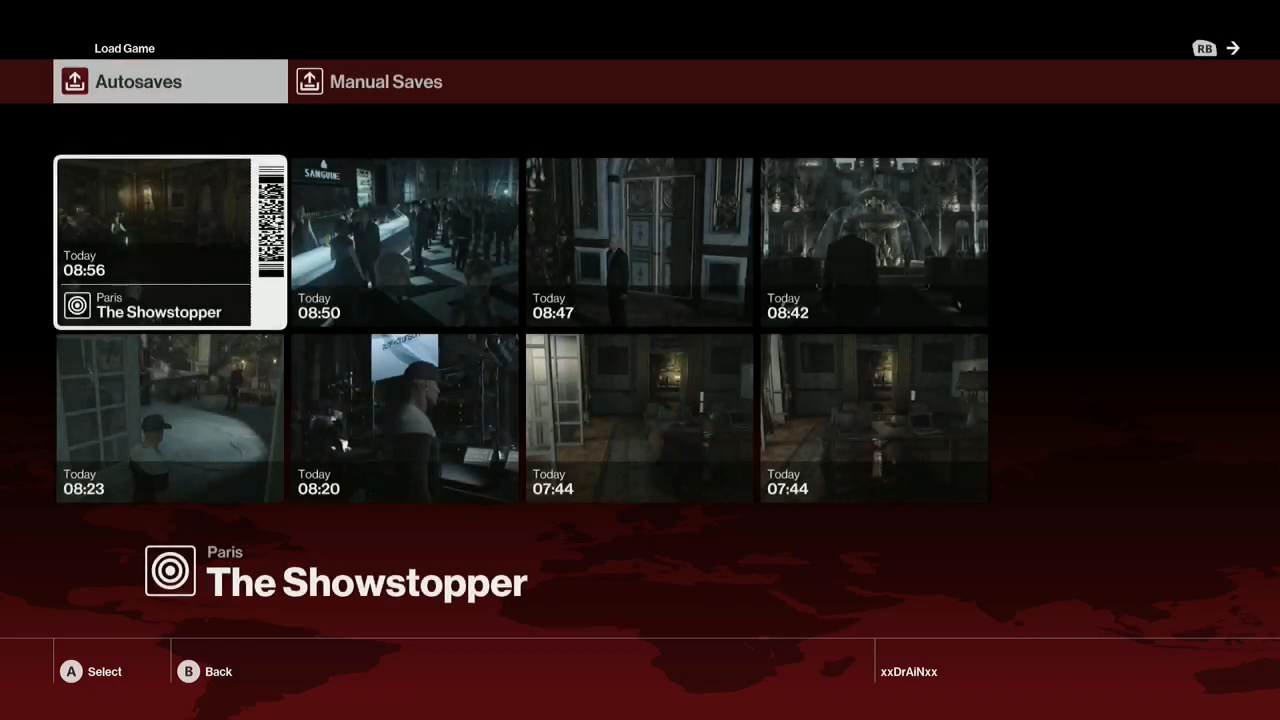 Load Game
RB
Autosaves
Manual Saves
Today
08:56
Paris
The Showstopper
SANGUINE
Today
08:50
Today
08:47
Today
08:42
Today
08:23
Today
08:20
Today
07:44
Today
07:44
Paris
The Showstopper
A Select
B Back
xxDrAiNxx